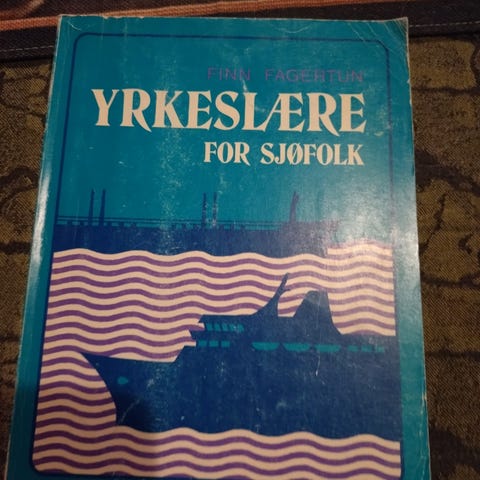 FINN FAGERTUN
YRKESLÆRE
FOR SJØFOLK